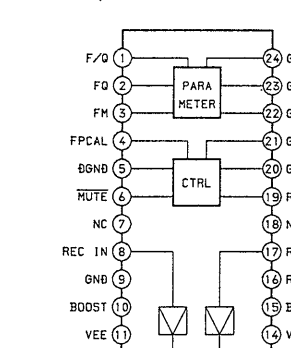 F/Q 1 24 G
FQ 2 PARA 23 G
FM 3 METER 22 G
FPCAL 4 21 G
DGND 5 CTRL 20 G
MUTE 6 19 F
NC 7 18 N
REC IN 8 17 R
GND 9 16 R
BOOST 10 15 B
VEE 11 14 V